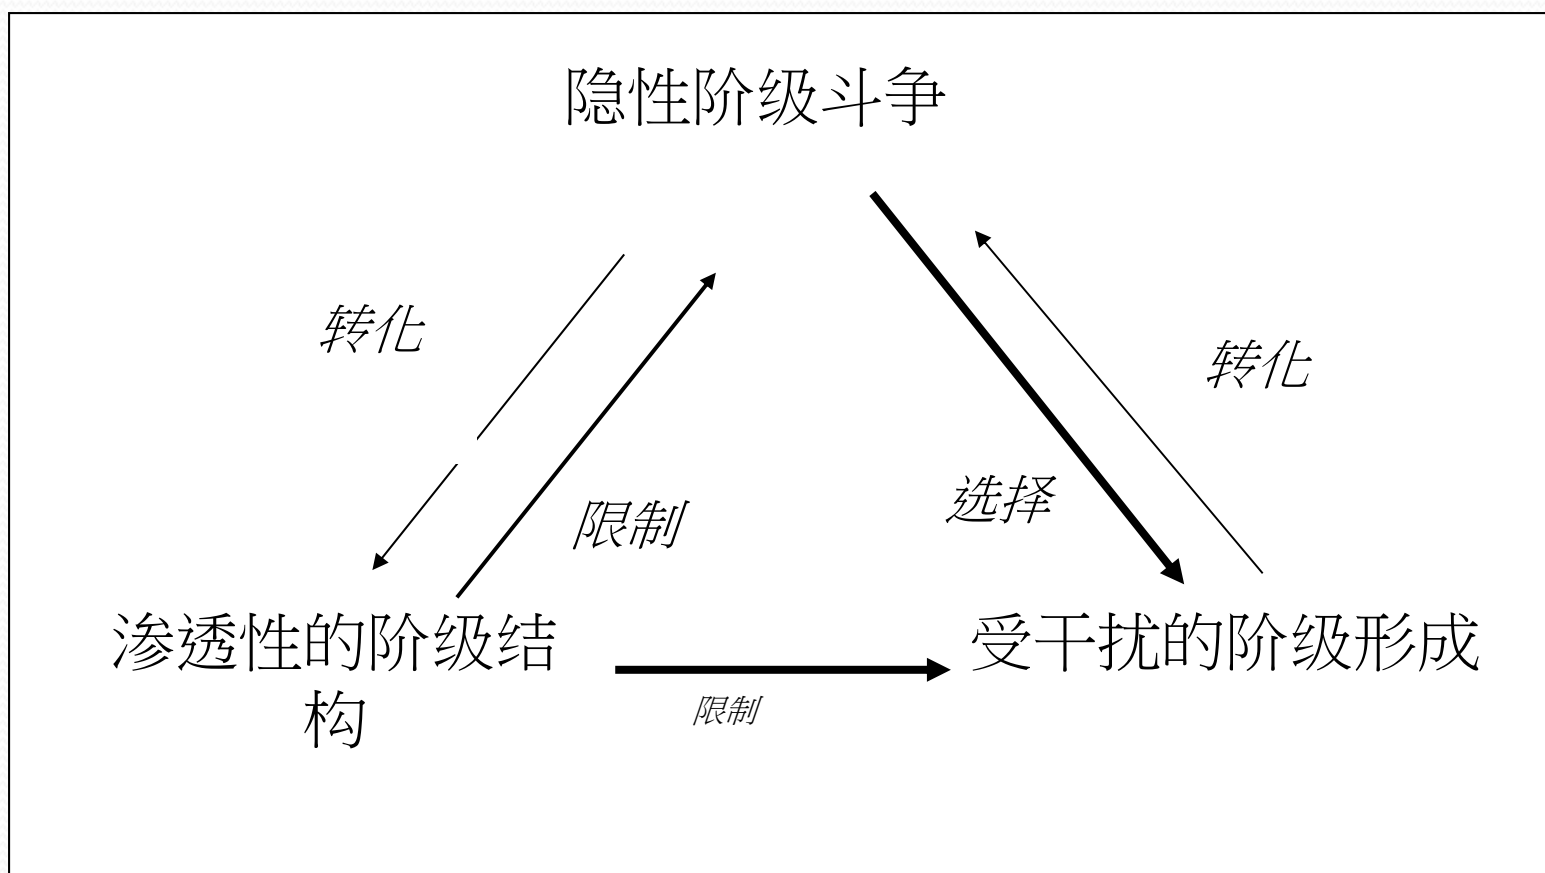 隐性阶级斗争
转化
转化
限制
选择
渗透性的阶级结
构
受干扰的阶级形成
限制